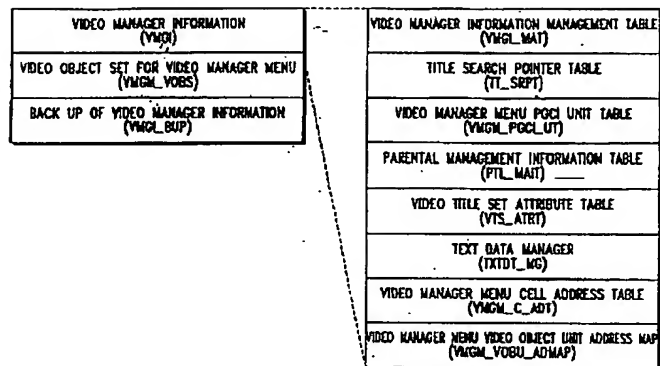 VIDEO MANAGER INFORMATION
(VMGI)
VIDEO OBJECT SET FOR VIDEO MANAGER MENU
(VMGM_VOBS)
BACK UP OF VIDEO MANAGER INFORMATION
(VMGI_BUP)
VIDEO MANAGER INFORMATION MANAGEMENT TABLE
(VMGI_MAT)
TITLE SEARCH POINTER TABLE
(TT_SRPT)
VIDEO MANAGER MENU PGCI UNIT TABLE
(VMGM_PGCI_UT)
PARENTAL MANAGEMENT INFORMATION TABLE
(PTL_MAIT)
VIDEO TITLE SET ATTRIBUTE TABLE
(VTS_ATRT)
TEXT DATA MANAGER
(TXTDT_MG)
VIDEO MANAGER MENU CELL ADDRESS TABLE
(VMGM_C_ADT)
VIDEO MANAGER MENU VIDEO OBJECT UNIT ADDRESS MAP
(VMGM_VOBU_ADMAP)